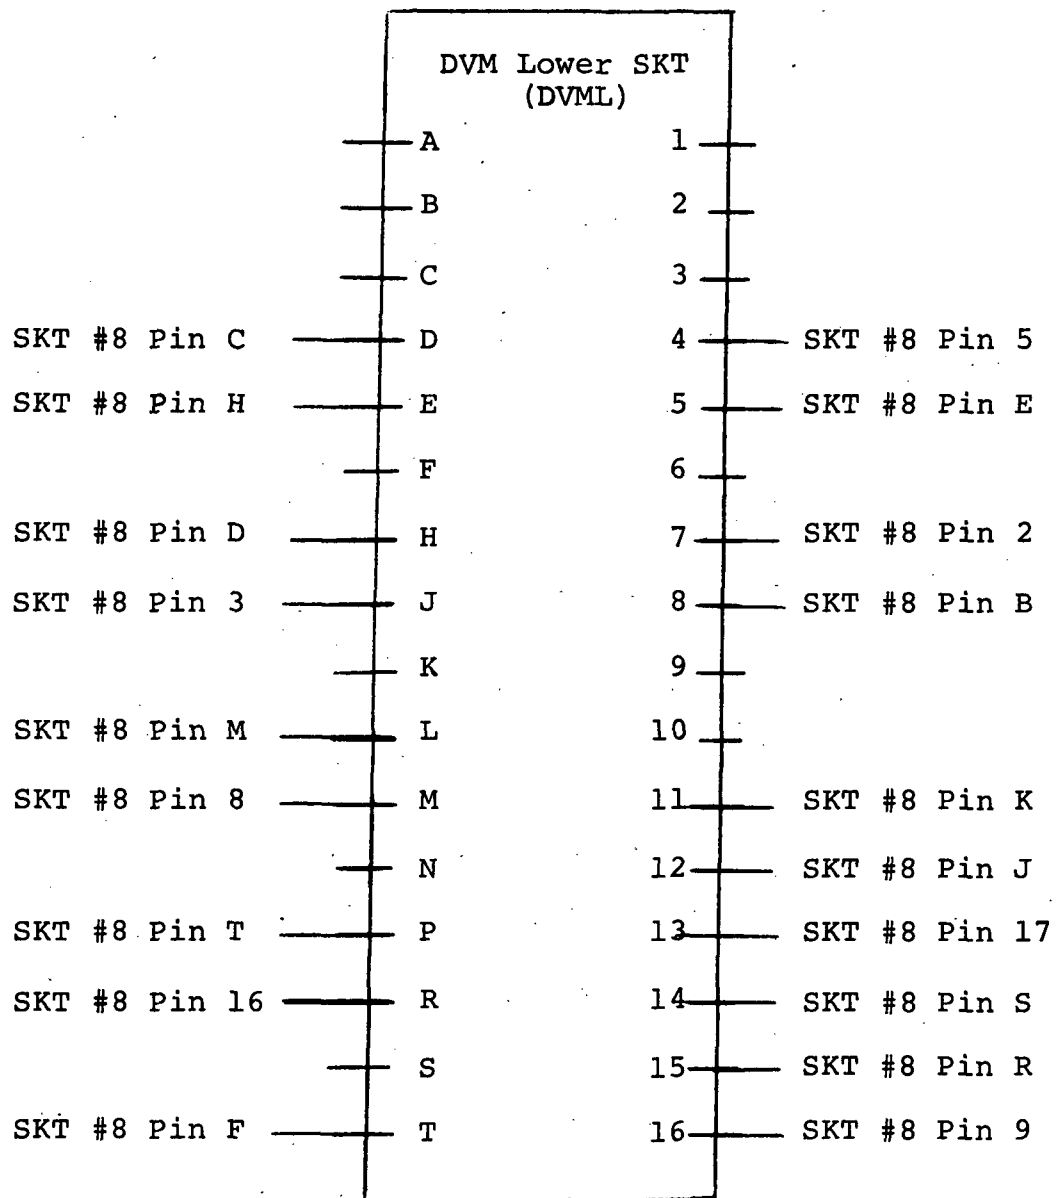 DVM Lower SKT
(DVML)
A 1
B 2
C 3
SKT #8 Pin C D 4 SKT #8 Pin 5
SKT #8 Pin H E 5 SKT #8 Pin E
F 6
SKT #8 Pin D H 7 SKT #8 Pin 2
SKT #8 Pin 3 J 8 SKT #8 Pin B
K 9
SKT #8 Pin M L 10
SKT #8 Pin 8 M 11 SKT #8 Pin K
N 12 SKT #8 Pin J
SKT #8 Pin T P 13 SKT #8 Pin 17
SKT #8 Pin 16 R 14 SKT #8 Pin S
S 15 SKT #8 Pin R
SKT #8 Pin F T 16 SKT #8 Pin 9